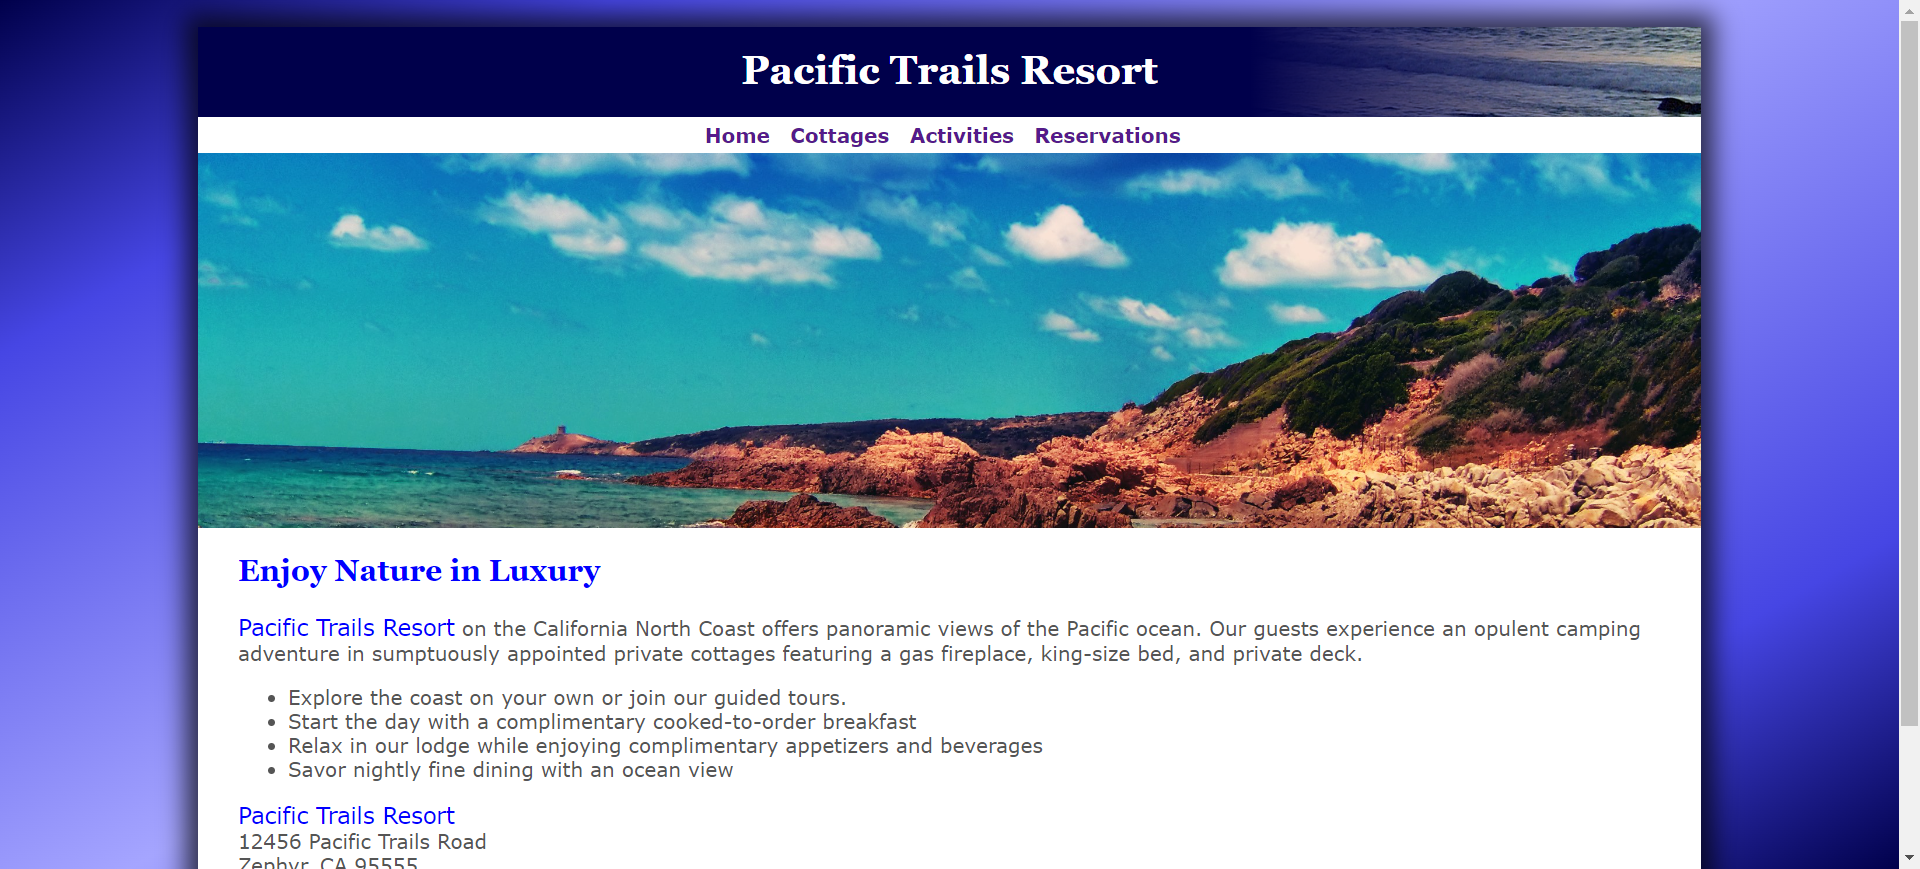 Pacific Trails Resort
Home Cottages Activities Reservations
Enjoy Nature in Luxury
Pacific Trails Resort on the California North Coast offers panoramic views of the Pacific ocean. Our guests experience an opulent camping
adventure in sumptuously appointed private cottages featuring a gas fireplace, king-size bed, and private deck.
Explore the coast on your own or join our guided tours.
Start the day with a complimentary cooked-to-order breakfast
Relax in our lodge while enjoying complimentary appetizers and beverages
Savor nightly fine dining with an ocean view
Pacific Trails Resort
12456 Pacific Trails Road
Zephyr, CA 95555